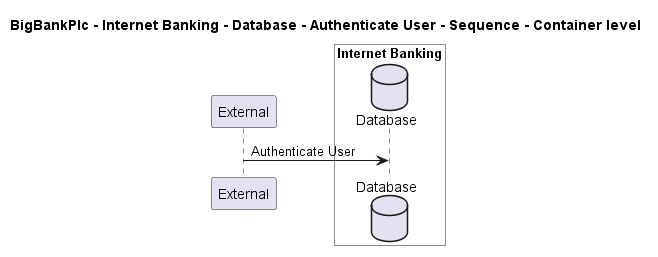 BigBankPlc - Internet Banking - Database - Authenticate User - Sequence - Container level
Internet Banking
External
Database
Authenticate User
External
Database